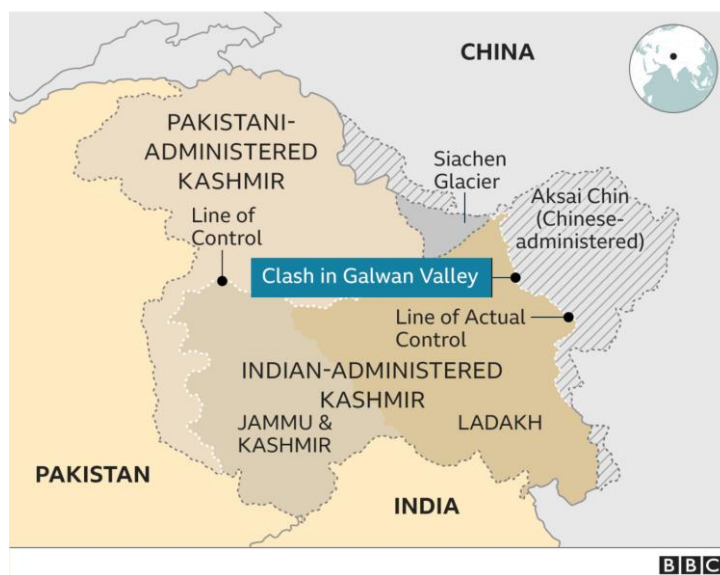 CHINA
PAKISTANI-
ADMINISTERED
KASHMIR
Siachen
Glacier
Aksai Chin
(Chinese-
administered)
Line of
Control
Clash in Galwan Valley
Line of Actual
Control
INDIAN-ADMINISTERED
KASHMIR
JAMMU &
KASHMIR
LADAKH
PAKISTAN
INDIA
BBC